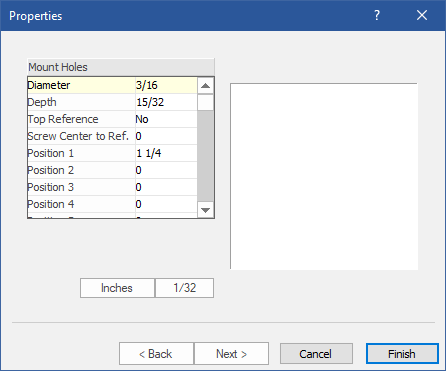 Properties ? ×
Mount Holes
Diameter 3/16
Depth 15/32
Top Reference No
Screw Center to Ref. 0
Position 1 1 1/4
Position 2 0
Position 3 0
Position 4 0
Inches 1/32
< Back Next > Cancel Finish